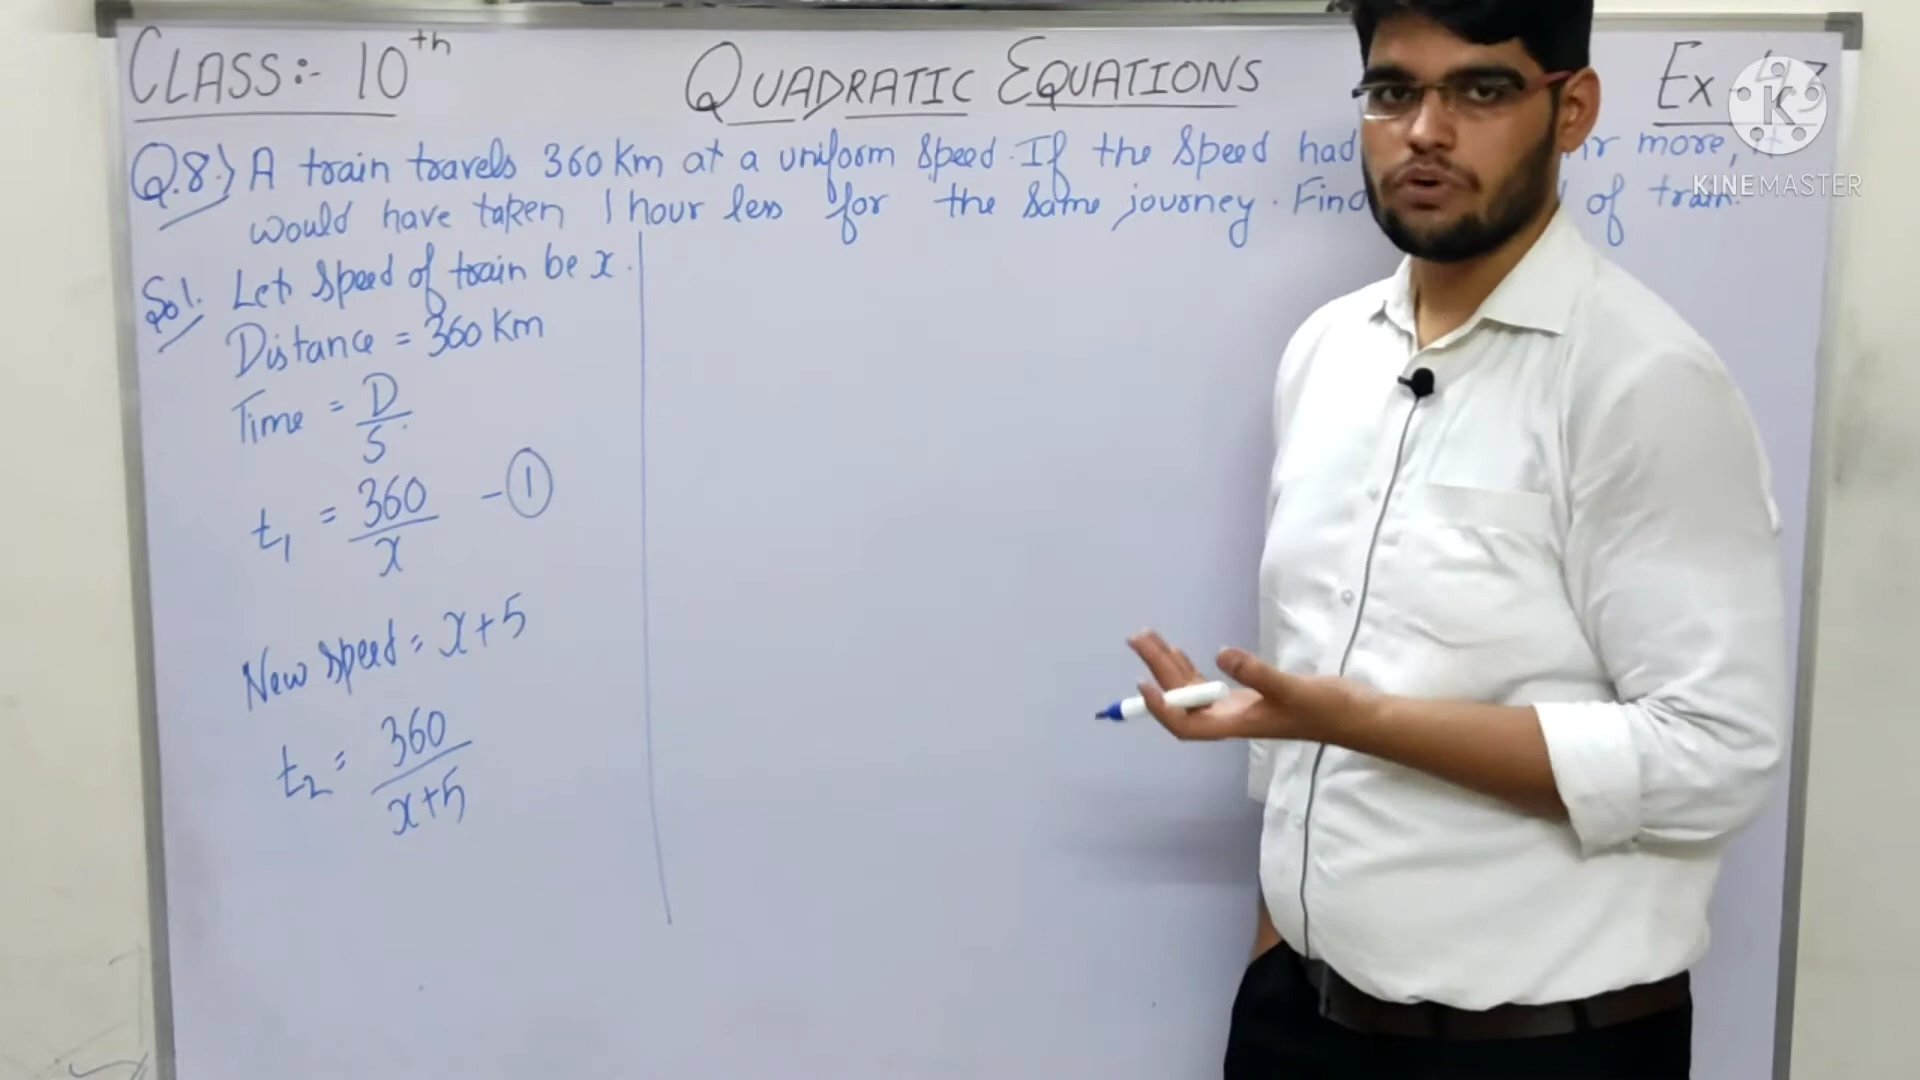 CLASS:- 10th
QUADRATIC EQUATIONS
Ex
KINEMASTER
Q.8.) A train travels 360 Km at a uniform speed. If the speed had hr more, it
would have taken 1 hour less for the same journey. Find of train.
Sol. Let speed of train be x.
Distance = 360 Km
Time = D/S.
t1 = 360/x - 1
New speed = x+5
t2 = 360/x+5